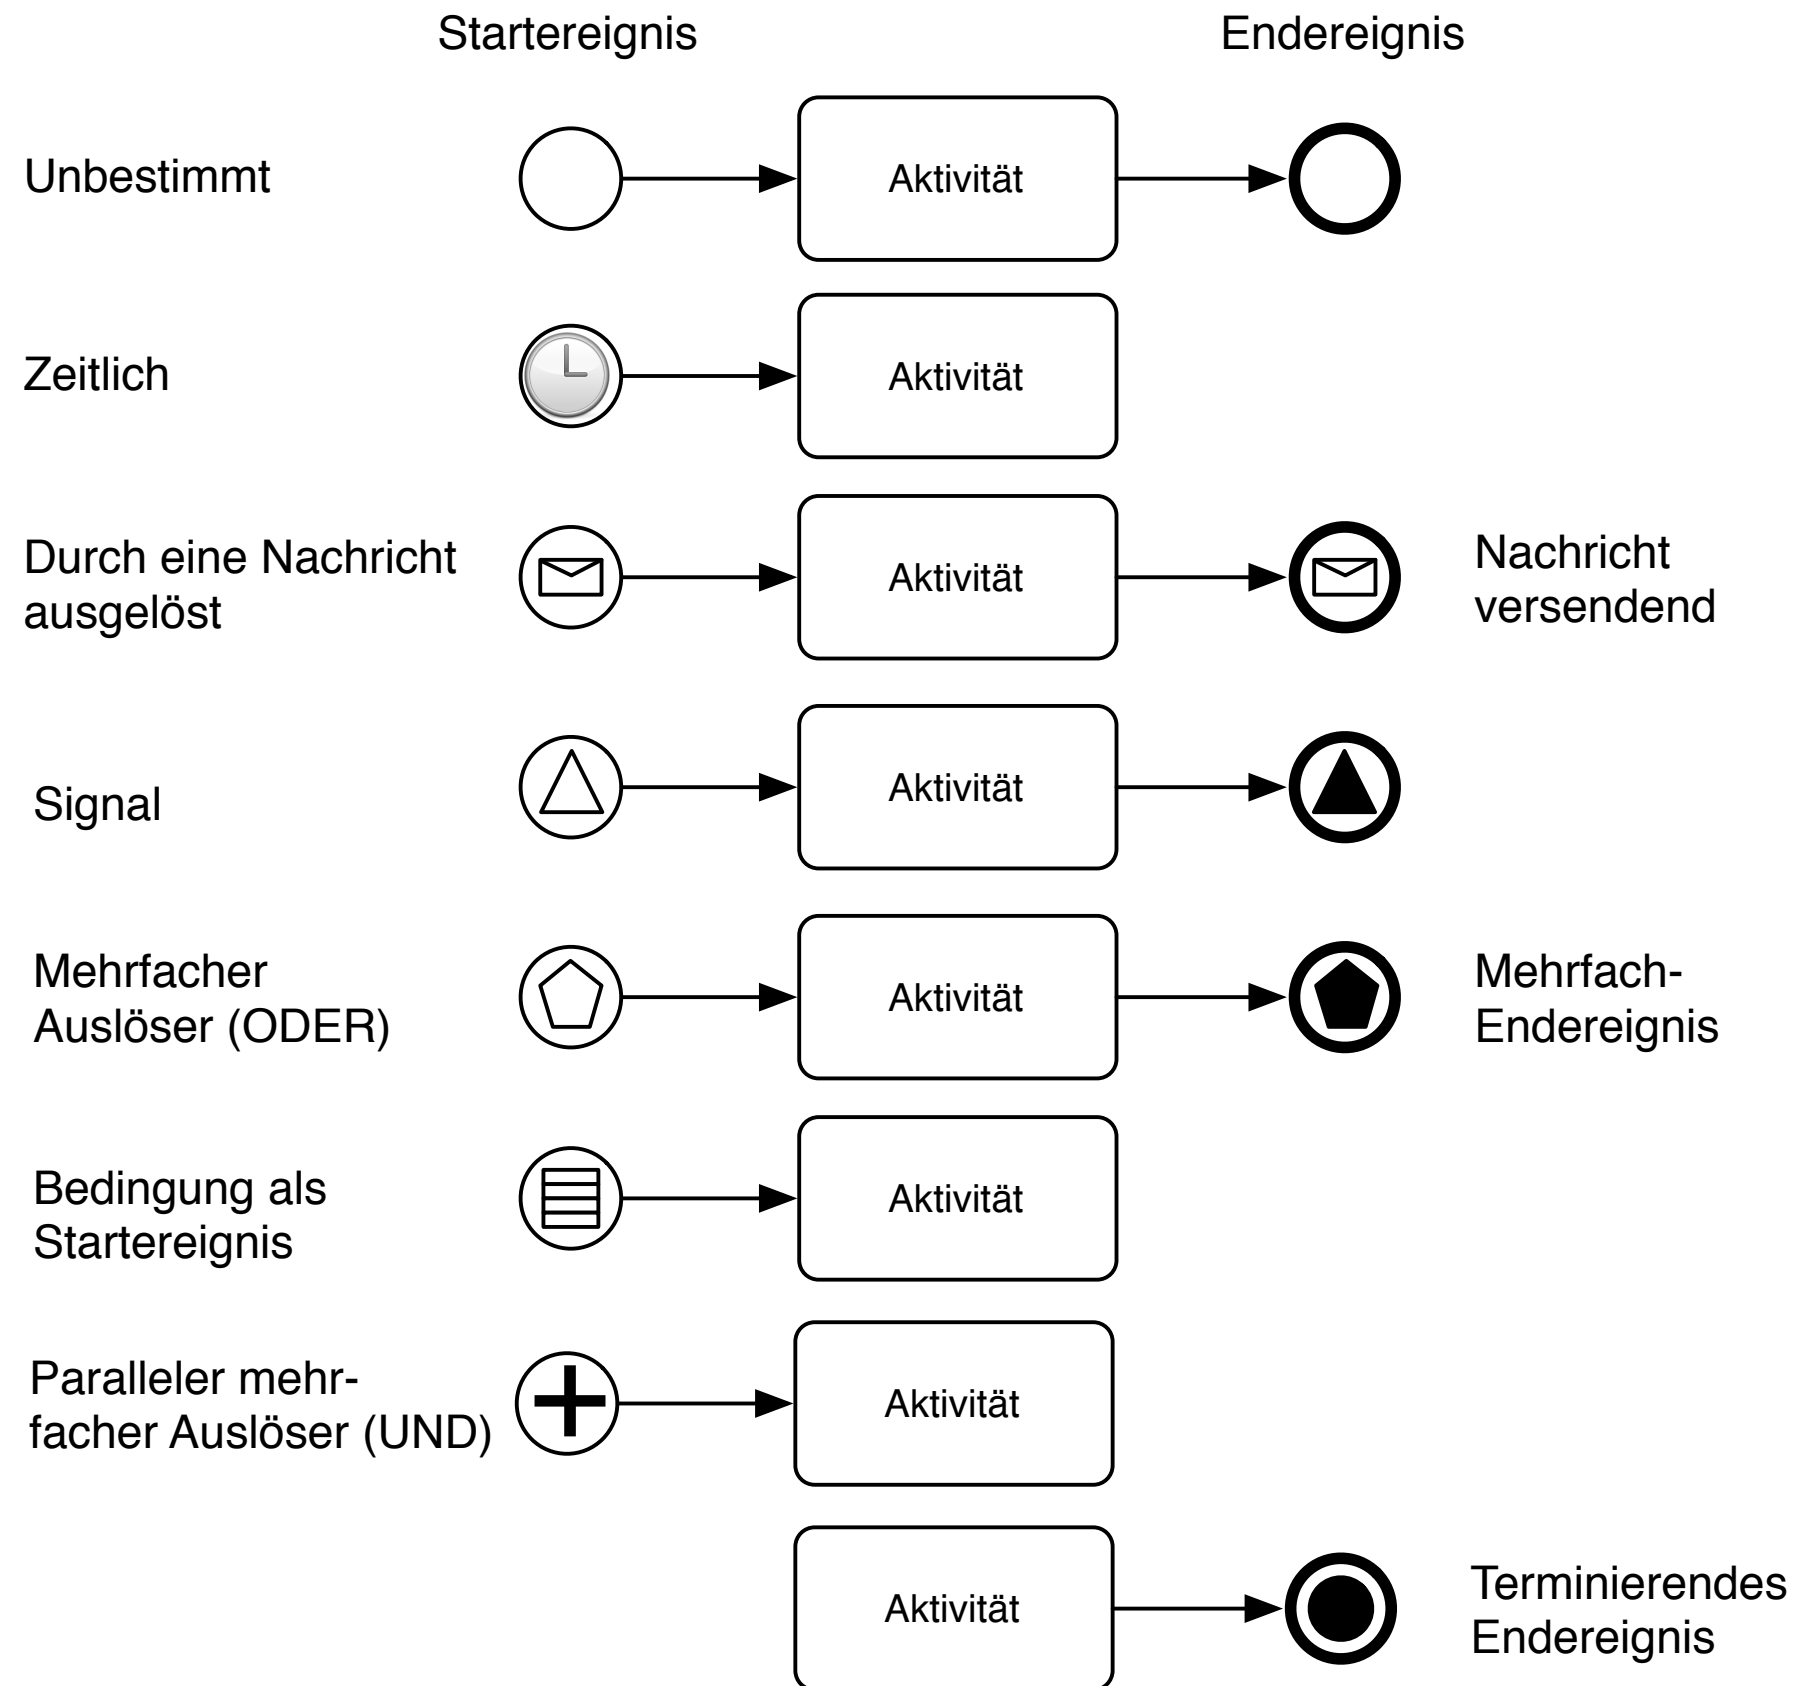 Startereignis Endereignis
Unbestimmt Aktivität
Zeitlich Aktivität
Durch eine Nachricht
ausgelöst
Aktivität
Nachricht
versendend
Signal Aktivität
Mehrfacher
Auslöser (ODER)
Aktivität
Mehrfach-
Endereignis
Bedingung als
Startereignis
Aktivität
Paralleler mehr-
facher Auslöser (UND)
Aktivität
Aktivität
Terminierendes
Endereignis